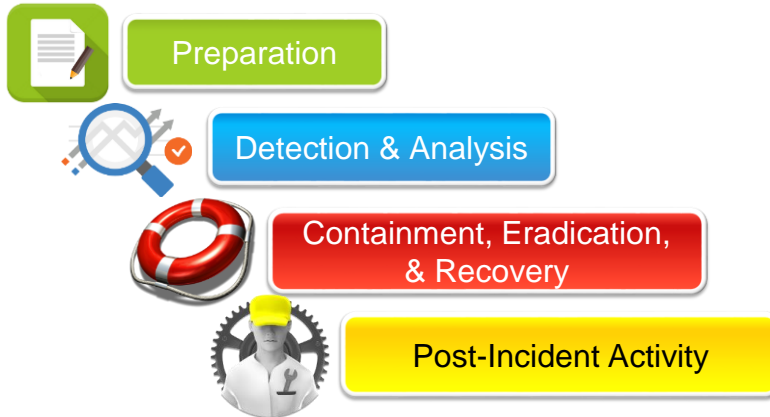 Preparation
Detection & Analysis
Containment, Eradication,
& Recovery
Post-Incident Activity